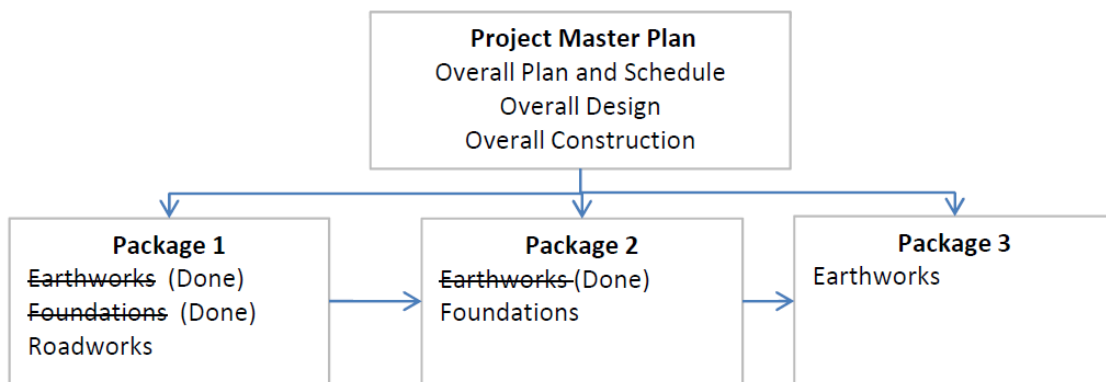 Project Master Plan
Overall Plan and Schedule
Overall Design
Overall Construction
Package 1
Earthworks (Done)
Foundations (Done)
Roadworks
Package 2
Earthworks (Done)
Foundations
Package 3
Earthworks